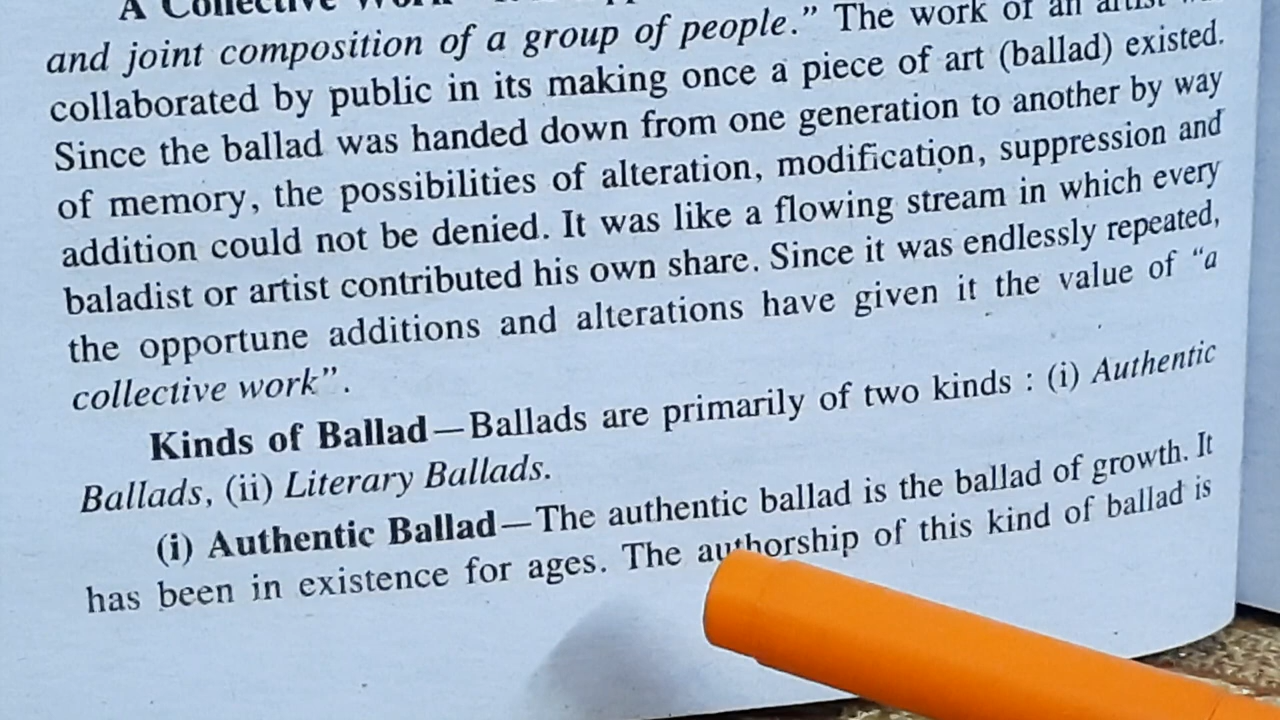 A Collective Work
and joint composition of a group of people.” The work of an artist
collaborated by public in its making once a piece of art (ballad) existed.
Since the ballad was handed down from one generation to another by way
of memory, the possibilities of alteration, modification, suppression and
addition could not be denied. It was like a flowing stream in which every
baladist or artist contributed his own share. Since it was endlessly repeated,
the opportune additions and alterations have given it the value of “a
collective work”.
Kinds of Ballad—Ballads are primarily of two kinds : (i) Authentic
Ballads, (ii) Literary Ballads.
(i) Authentic Ballad—The authentic ballad is the ballad of growth. It
has been in existence for ages. The authorship of this kind of ballad is